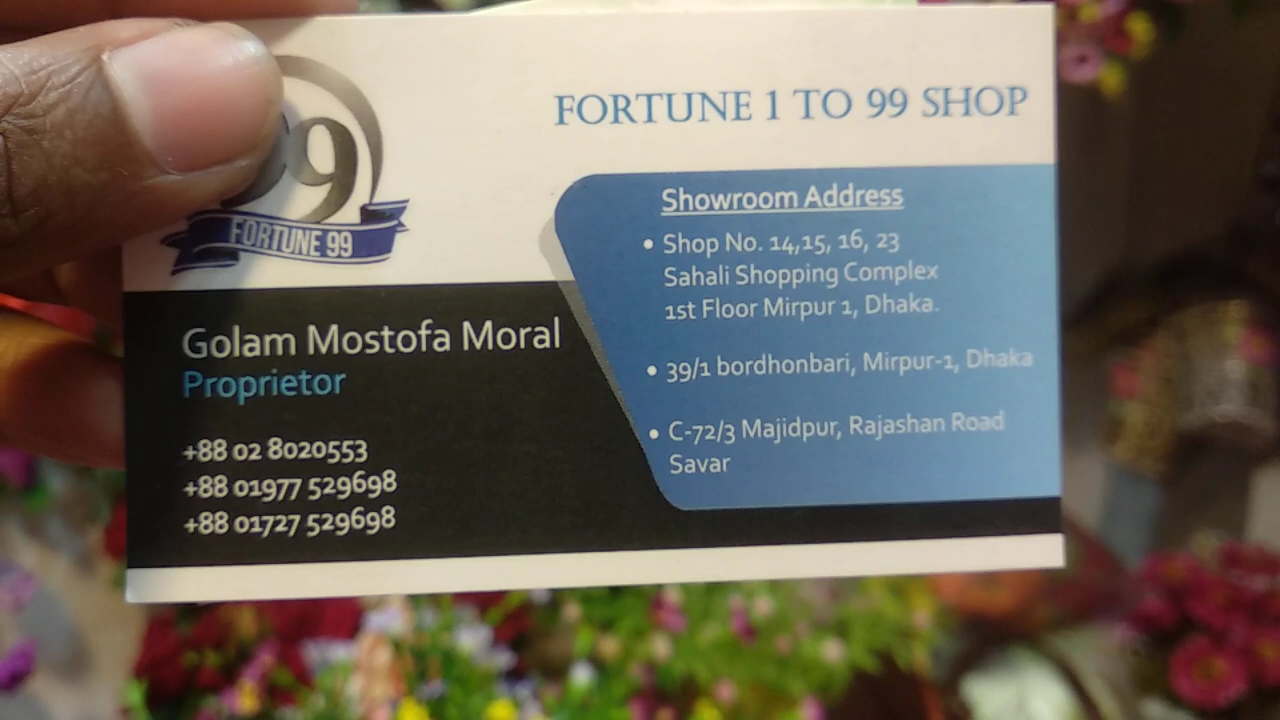 99
FORTUNE 99
FORTUNE 1 TO 99 SHOP
Golam Mostofa Moral
Proprietor
+88 02 8020553
+88 01977 529698
+88 01727 529698
Showroom Address
• Shop No. 14,15, 16, 23
Sahali Shopping Complex
1st Floor Mirpur 1, Dhaka.
• 39/1 bordhonbari, Mirpur-1, Dhaka
• C-72/3 Majidpur, Rajashan Road
Savar